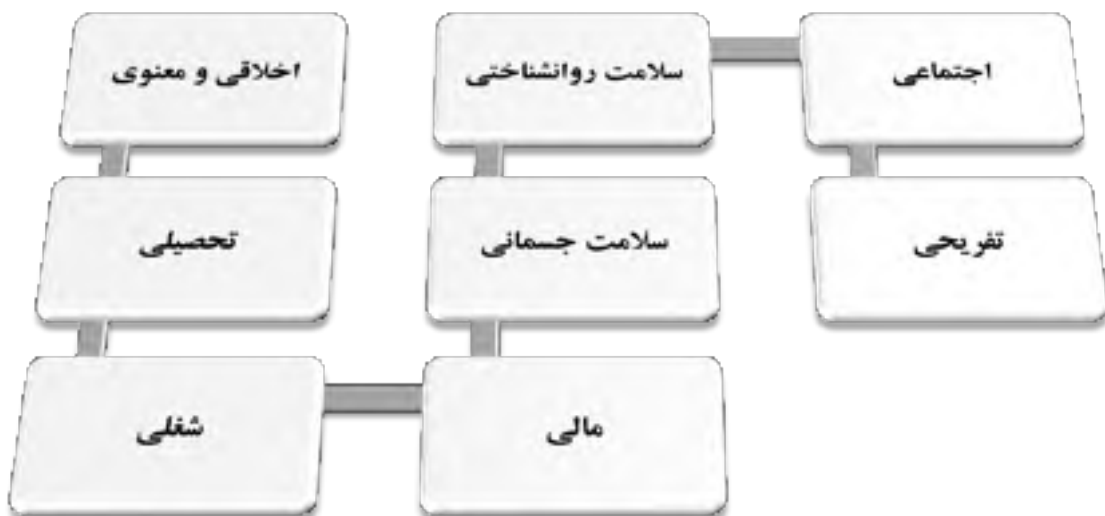 اخلاقی و معنوی
تحصیلی
شغلی
مالی
سلامت جسمانی
سلامت روانشناختی
اجتماعی
تفریحی